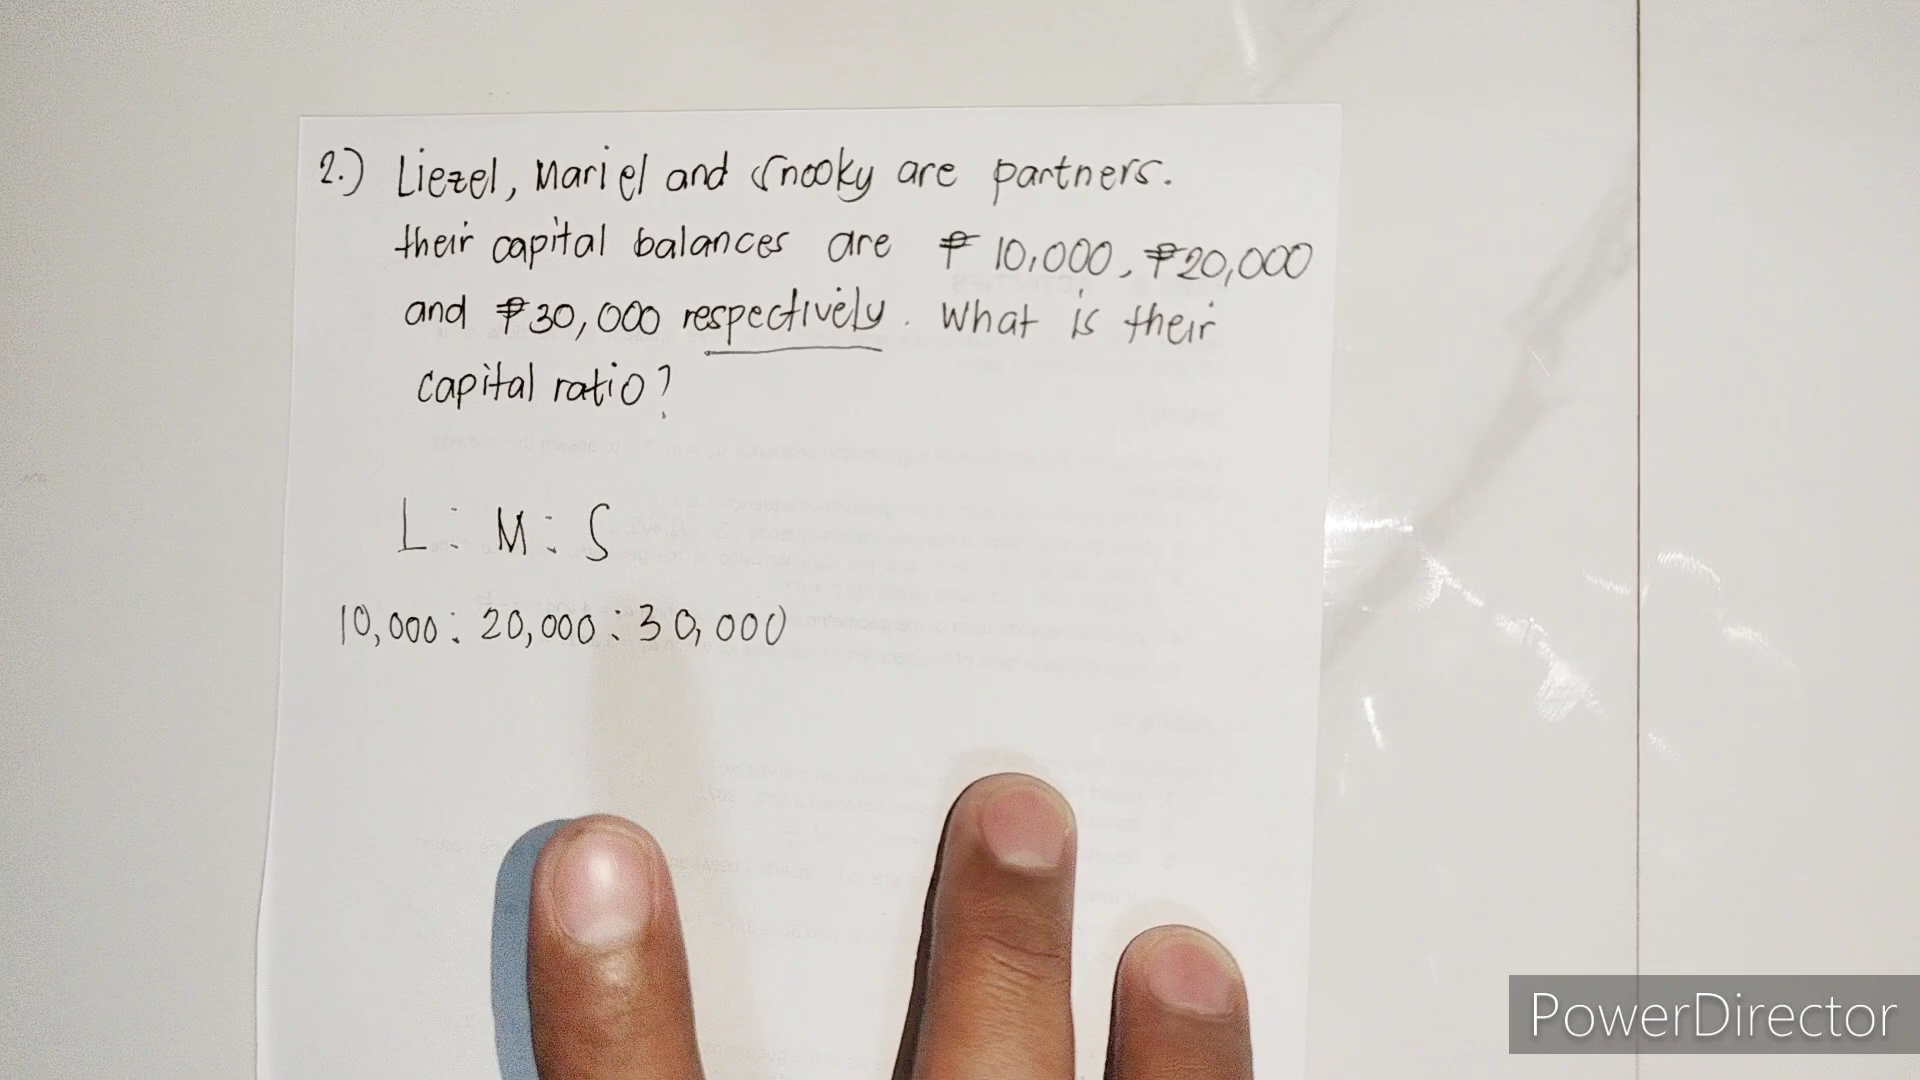 2.) Liezel, Mariel and Snooky are partners.
their capital balances are ₱ 10,000, ₱20,000
and ₱30,000 respectively. What is their
capital ratio?
L : M : S
10,000 : 20,000 : 30,000
PowerDirector